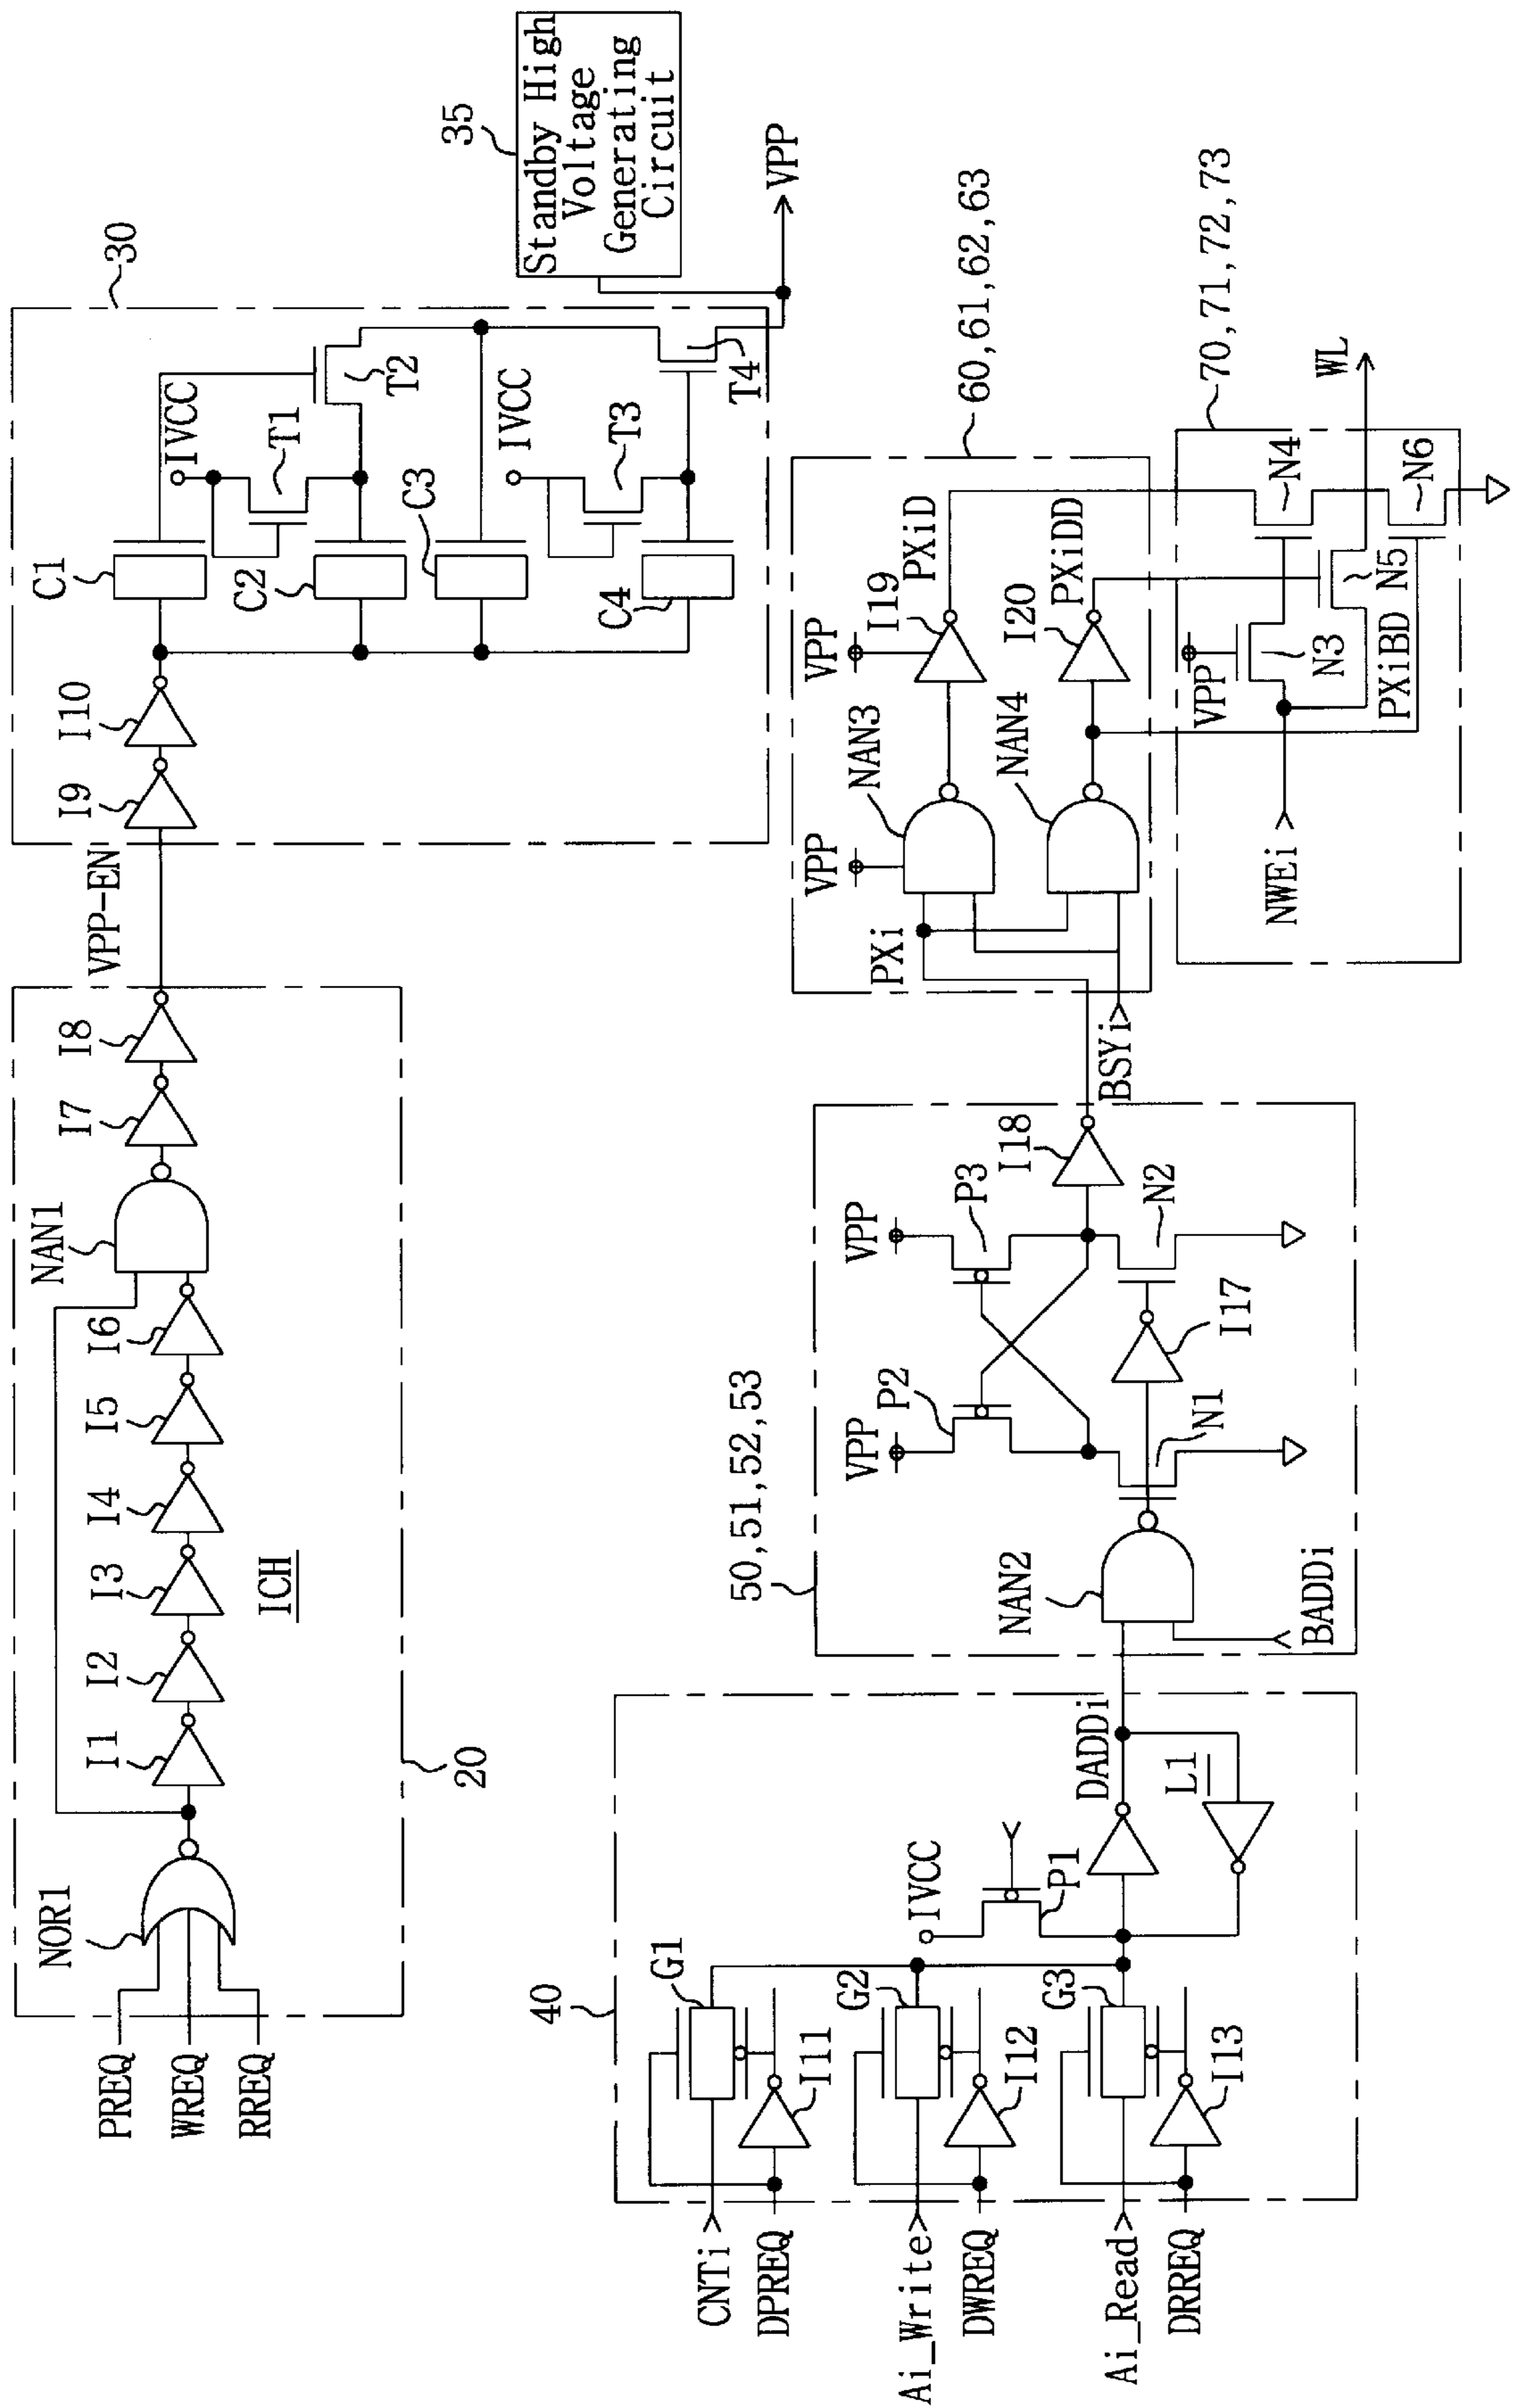 PREQ
WREQ
RREQ
NOR1
I1
I2
I3
I4
I5
I6
NAN1
I7
I8
ICH
20
VPP-EN
I9
I10
30
C1
C2
C3
C4
IVCC
T1
T2
IVCC
T3
T4
35
Standby High
Voltage
Generating
Circuit
VPP
40
CNTi
DPREQ
Ai_Write
DWREQ
Ai_Read
DRREQ
G1
G2
G3
I11
I12
I13
IVCC
P1
DADDi
L1
50,51,52,53
NAN2
BADDi
VPP
P2
VPP
P3
N1
I17
N2
I18
BSYi
60,61,62,63
PXi
VPP
NAN3
NAN4
VPP
I19
I20
PXiD
PXiDD
70,71,72,73
NWEi
VPP
N3
PXiBD
N5
N4
N6
WL